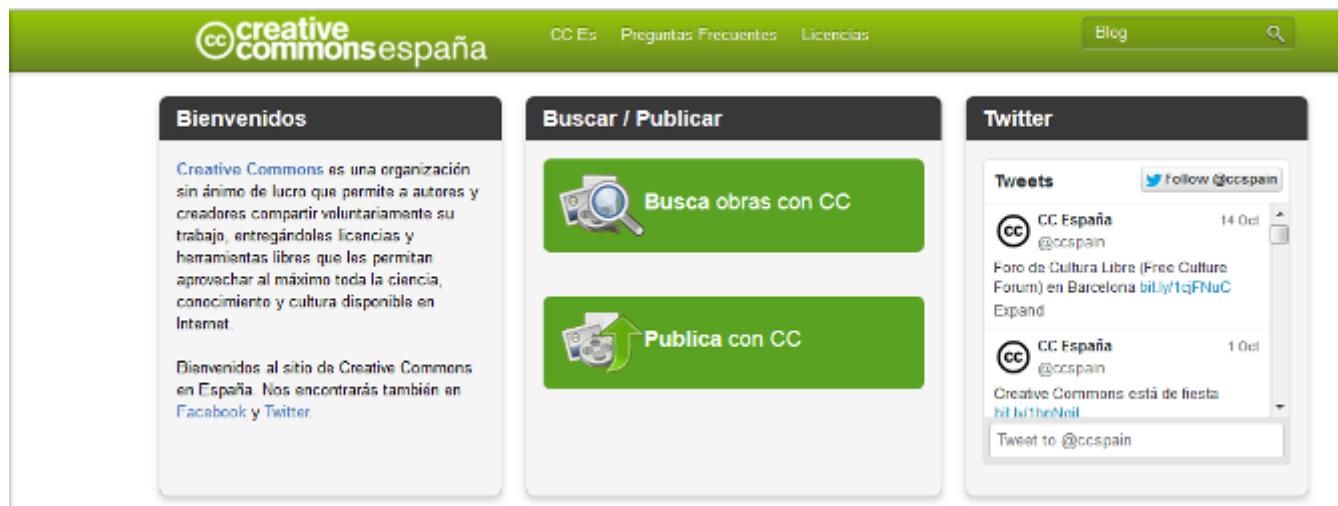 cc creative
commons españa
CC Es Preguntas Frecuentes Licencias
Blog
Bienvenidos
Creative Commons es una organización
sin ánimo de lucro que permite a autores y
creadores compartir voluntariamente su
trabajo, entregándoles licencias y
herramientas libres que les permitan
aprovechar al máximo toda la ciencia,
conocimiento y cultura disponible en
Internet.
Bienvenidos al sitio de Creative Commons
en España. Nos encontrarás también en
Facebook y Twitter.
Buscar / Publicar
Busca obras con CC
Publica con CC
Twitter
Tweets
Follow @ccspain
cc CC España 14 Oct
@ccspain
Foro de Cultura Libre (Free Culture
Forum) en Barcelona bit.ly/1cjFNuC
Expand
cc CC España 1 Oct
@ccspain
Creative Commons está de fiesta
Tweet to @ccspain